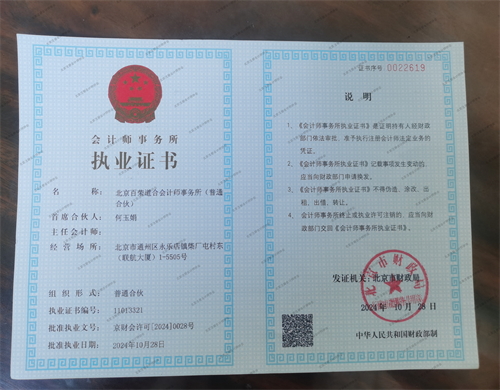 会计师事务所
执业证书
名 称： 北京百荣道合会计师事务所（普通
合伙）
首席合伙人： 何玉娟
主任会计师：
经 营 场 所： 北京市通州区永乐店镇柴厂屯村东
（联航大厦）1-5505号
组 织 形 式： 普通合伙
执业证书编号： 11013321
批准执业文号： 京财会许可[2024]0028号
批准执业日期： 2024年10月28日
证书序号 0022619
说 明
1、 《会计师事务所执业证书》是证明持有人经财政
部门依法审批，准予执行注册会计师法定业务的
凭证。
2、 《会计师事务所执业证书》记载事项发生变动的，
应当向财政部门申请换发。
3、 《会计师事务所执业证书》不得伪造、涂改、出
租、出借、转让。
4、 会计师事务所终止或执业许可注销的，应当向财
政部门交回《会计师事务所执业证书》。
发证机关： 北京市财政局
2024年 10月 28日
中华人民共和国财政部制
北京市财政局